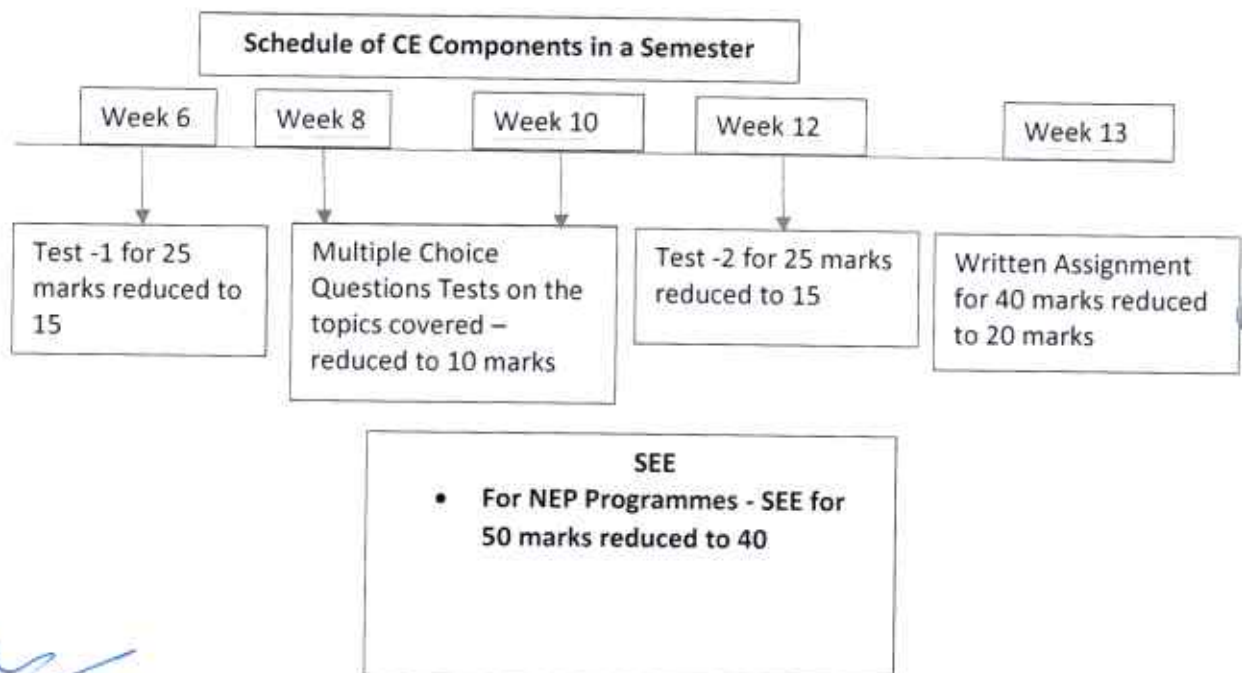 Schedule of CE Components in a Semester
Week 6
Week 8
Week 10
Week 12
Week 13
Test -1 for 25
marks reduced to
15
Multiple Choice
Questions Tests on the
topics covered –
reduced to 10 marks
Test -2 for 25 marks
reduced to 15
Written Assignment
for 40 marks reduced
to 20 marks
SEE
• For NEP Programmes - SEE for
50 marks reduced to 40